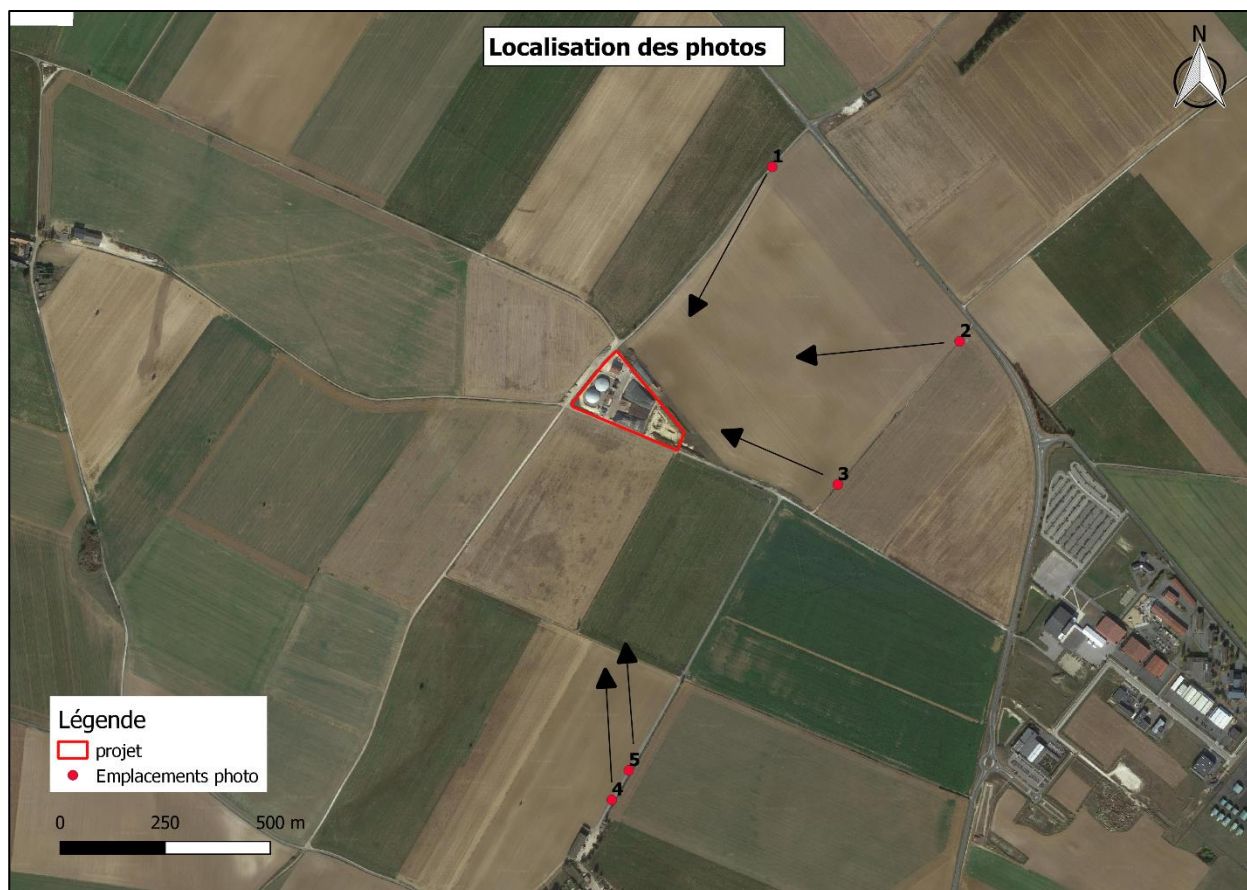 Localisation des photos
N
1
2
3
5
4
Légende
projet
Emplacements photo
0 250 500 m